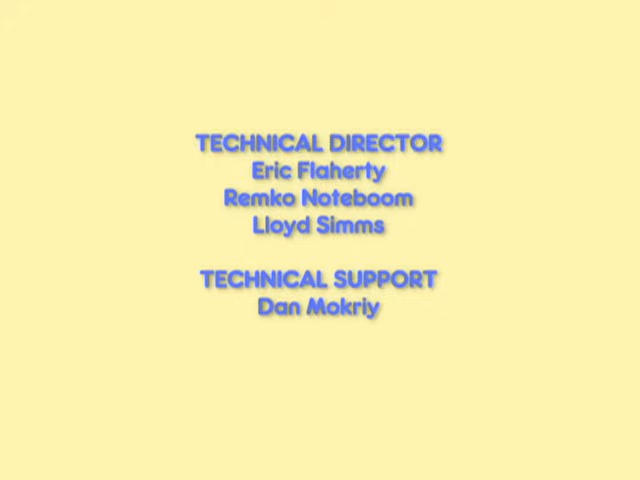 TECHNICAL DIRECTOR
Eric Flaherty
Remko Noteboom
Lloyd Simms
TECHNICAL SUPPORT
Dan Mokriy